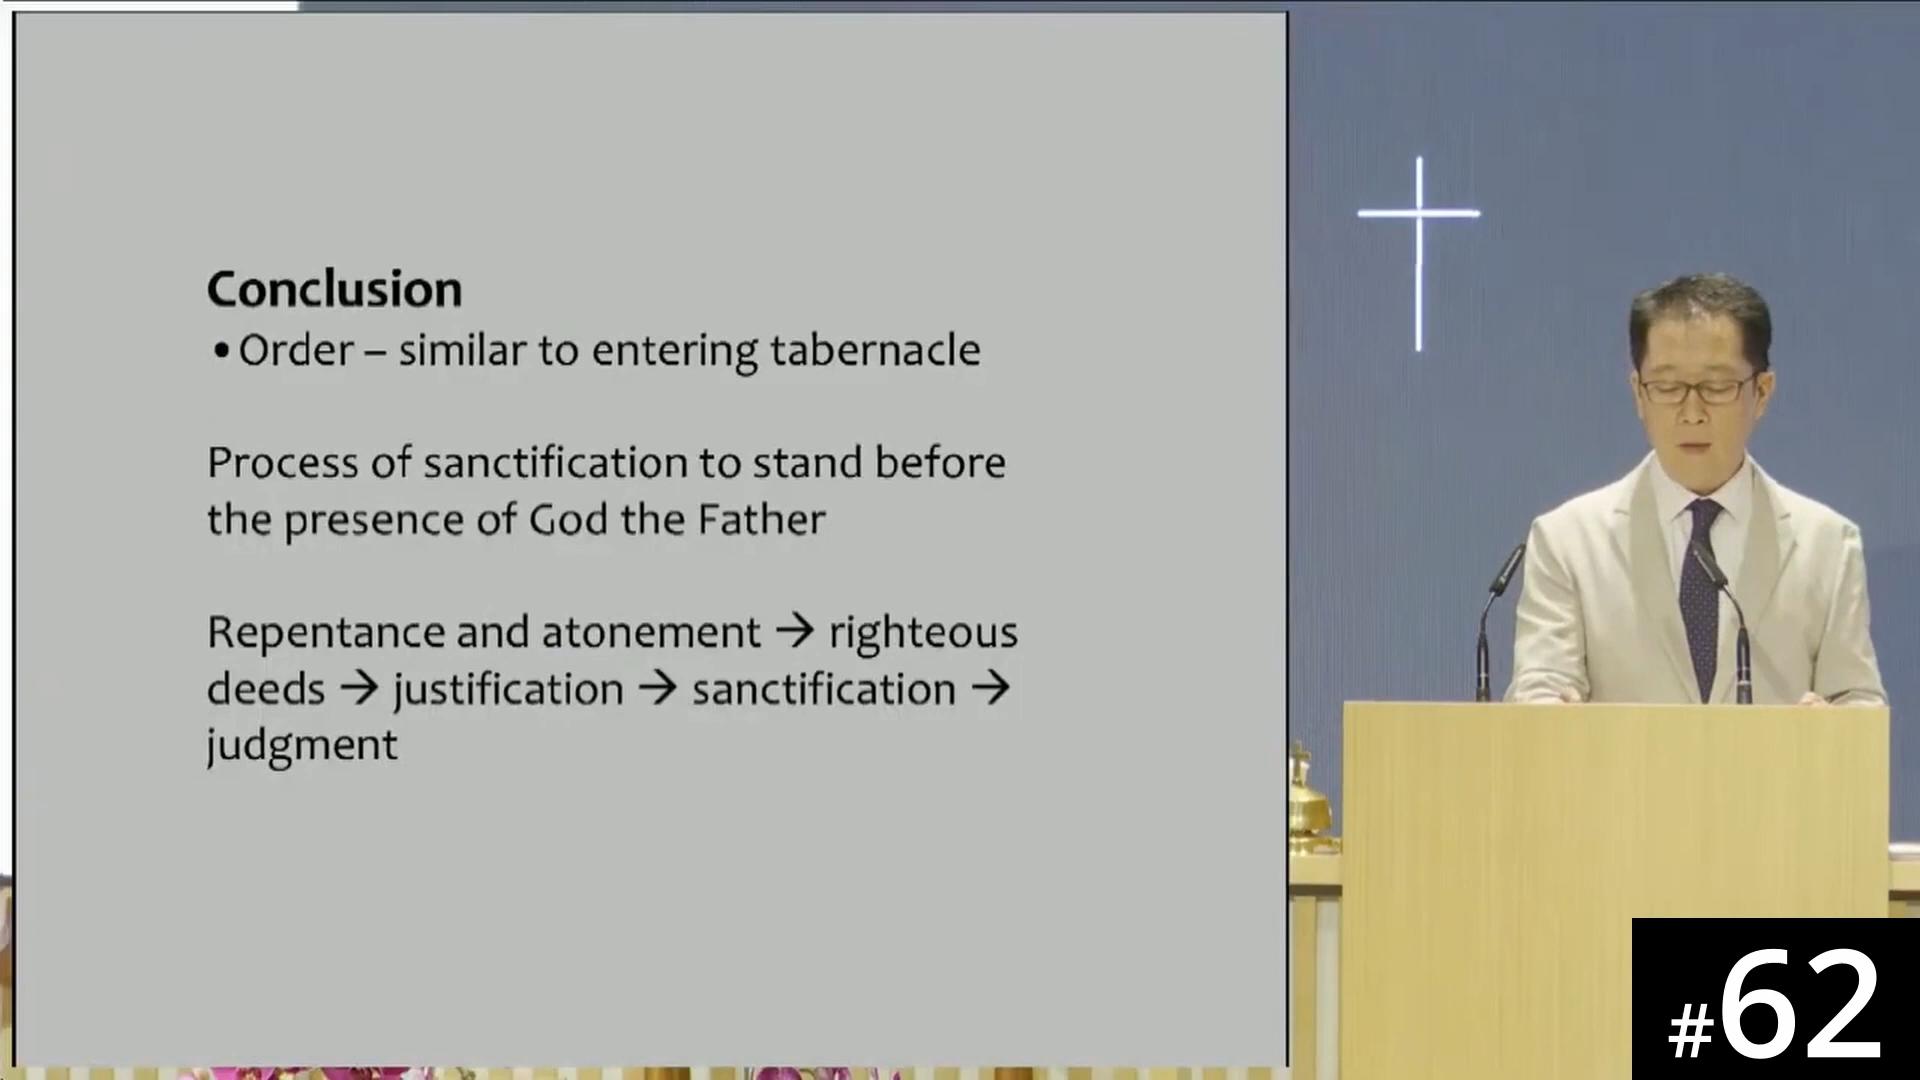 Conclusion
• Order – similar to entering tabernacle
Process of sanctification to stand before
the presence of God the Father
Repentance and atonement → righteous
deeds → justification → sanctification →
judgment
#62